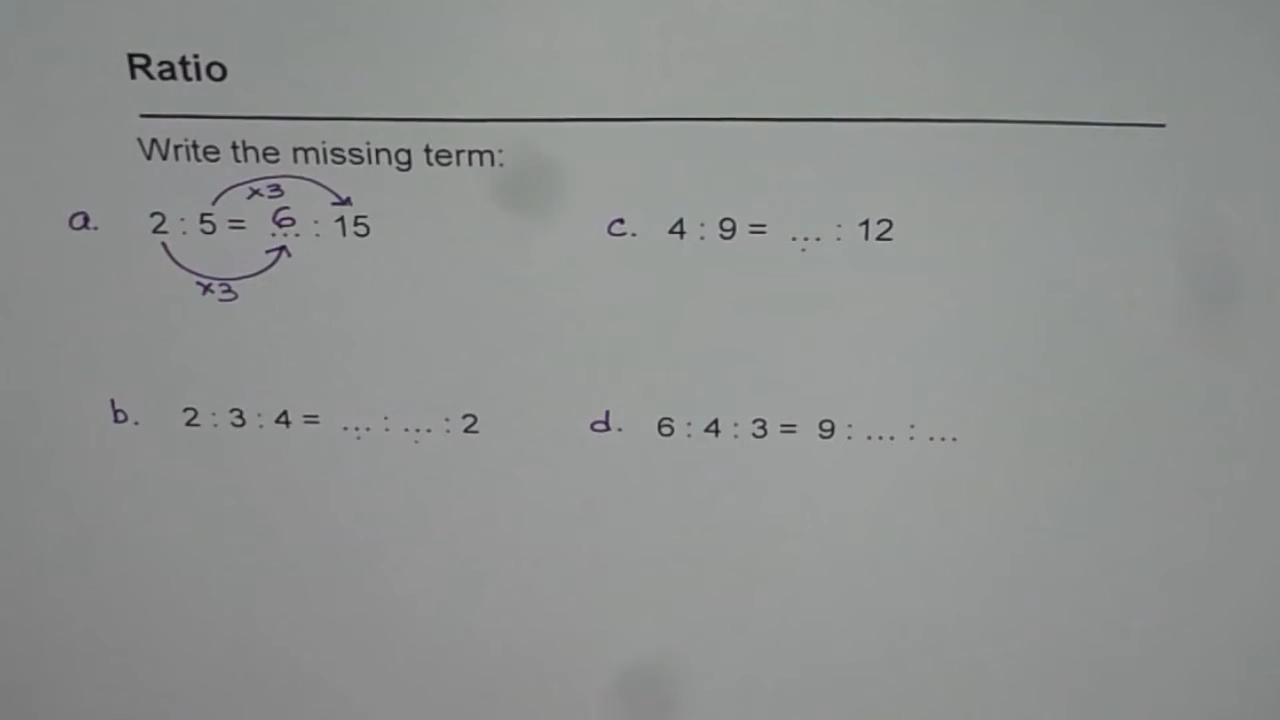 Ratio
Write the missing term:
×3
a. 2 : 5 = 6 : 15
×3
c. 4 : 9 = ... : 12
b. 2 : 3 : 4 = ... : ... : 2
d. 6 : 4 : 3 = 9 : ... : ...